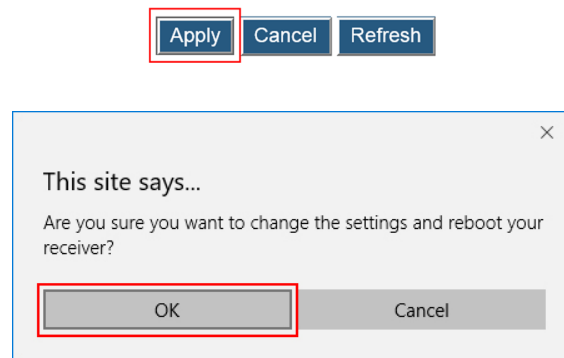 Apply Cancel Refresh
This site says...
Are you sure you want to change the settings and reboot your
receiver?
OK Cancel